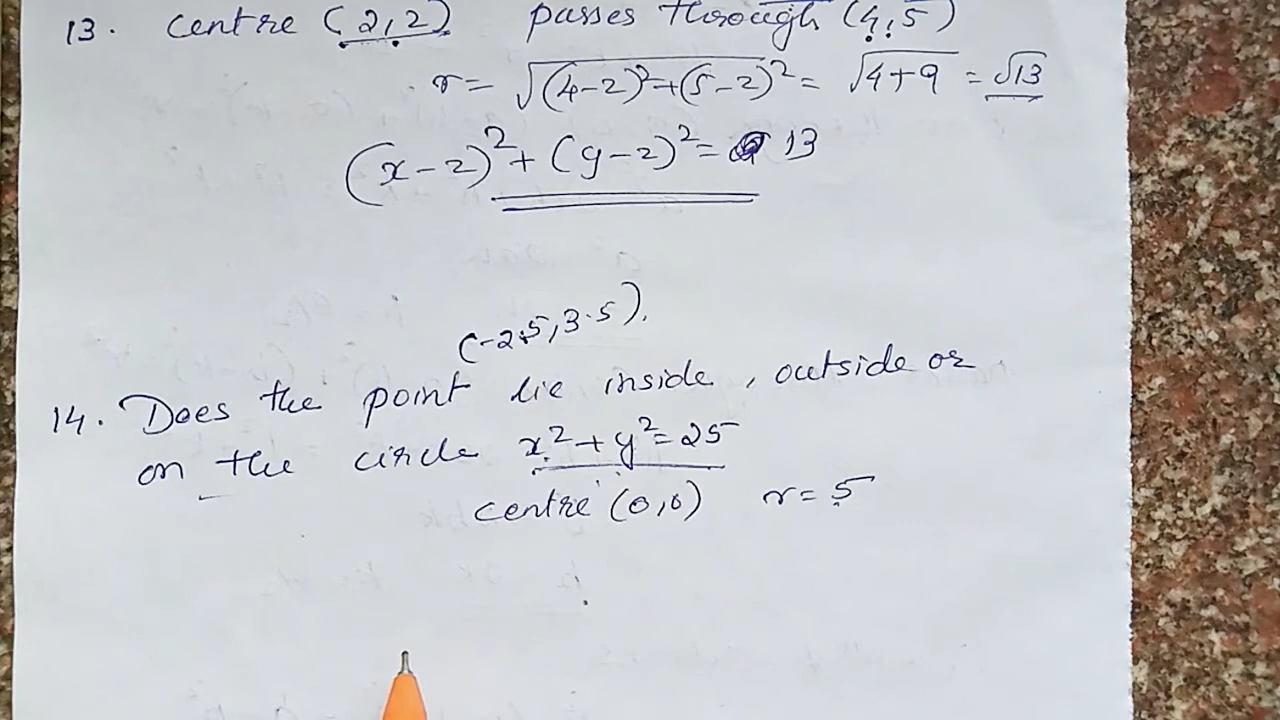 13. centre (2,2) passes through (4,5)
r = √(4-2)²+(5-2)² = √4+9 = √13
(x-2)²+(y-2)² = 13
(-2.5,3.5).
14. Does the point lie inside, outside or
on the circle x²+y²=25
centre (0,0) r=5